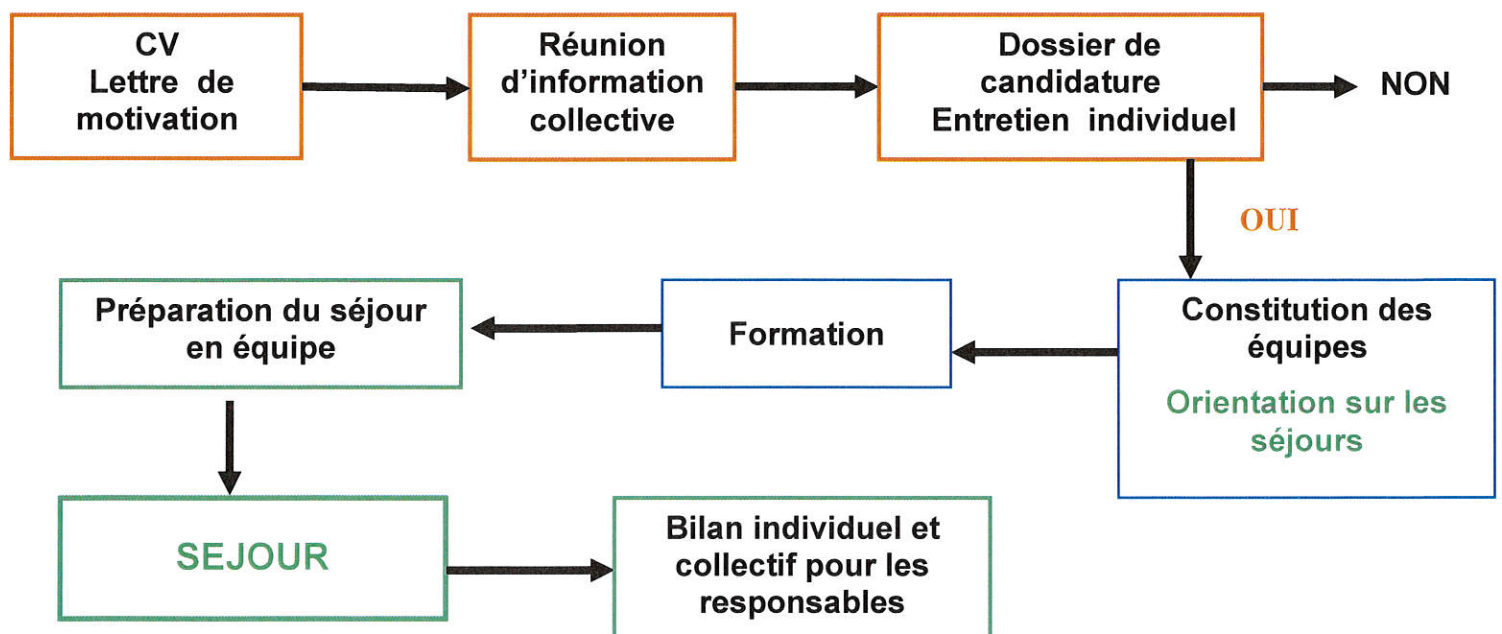 CV
Lettre de
motivation
Réunion
d'information
collective
Dossier de
candidature
Entretien individuel
NON
OUI
Constitution des
équipes
Orientation sur les
séjours
Formation
Préparation du séjour
en équipe
SEJOUR
Bilan individuel et
collectif pour les
responsables